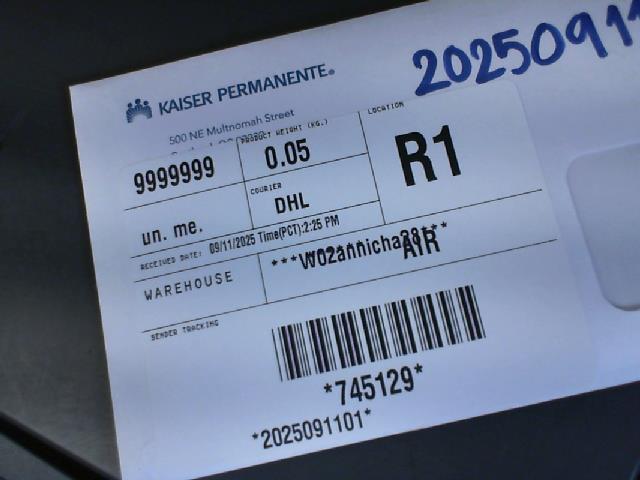 2025091
KAISER PERMANENTE®
500 NE Multnomah Street
PRODUCT WEIGHT (KG.)
LOCATION
9999999
0.05
R1
COURIER
un. me.
DHL
RECEIVED DATE: 09/11/2025 Time(PCT):2:25 PM
WAREHOUSE
AIR
SENDER TRACKING
*745129*
*2025091101*